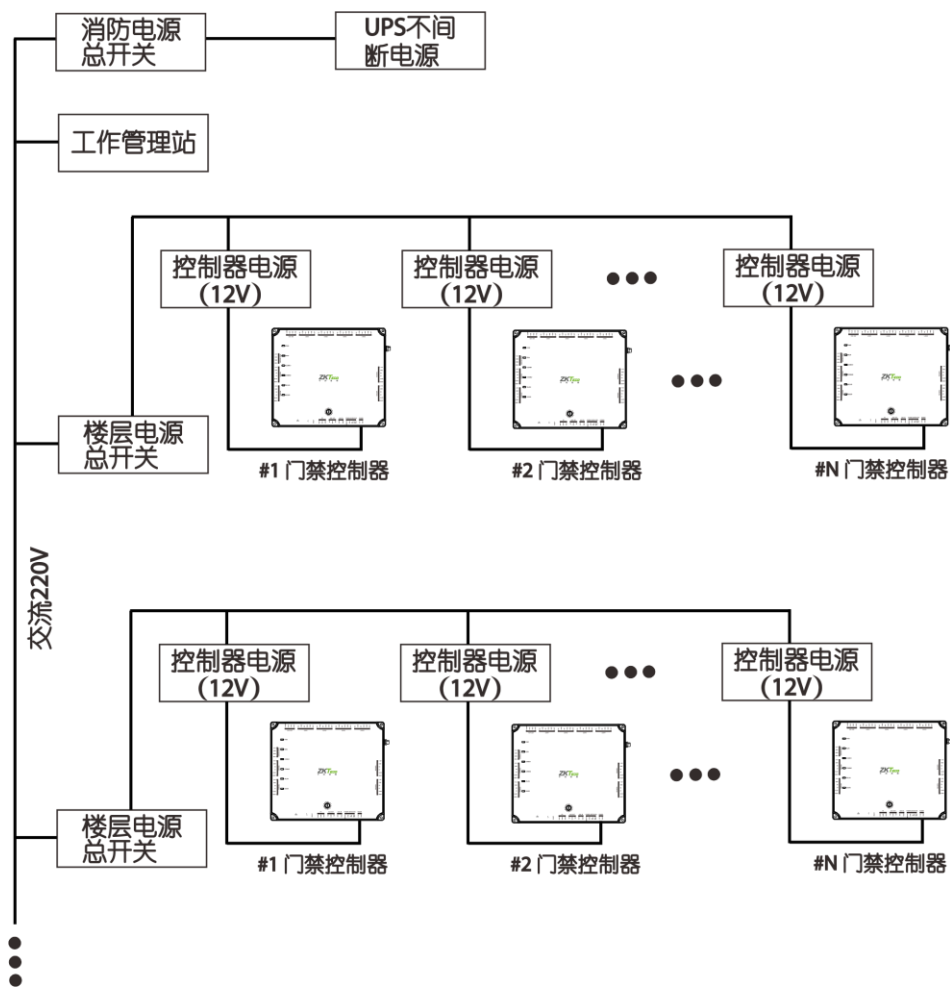 消防电源
总开关
UPS不间
断电源
工作管理站
控制器电源
(12V)
控制器电源
(12V)
控制器电源
(12V)
楼层电源
总开关
#1 门禁控制器
#2 门禁控制器
#N 门禁控制器
交流220V
控制器电源
(12V)
控制器电源
(12V)
控制器电源
(12V)
楼层电源
总开关
#1 门禁控制器
#2 门禁控制器
#N 门禁控制器